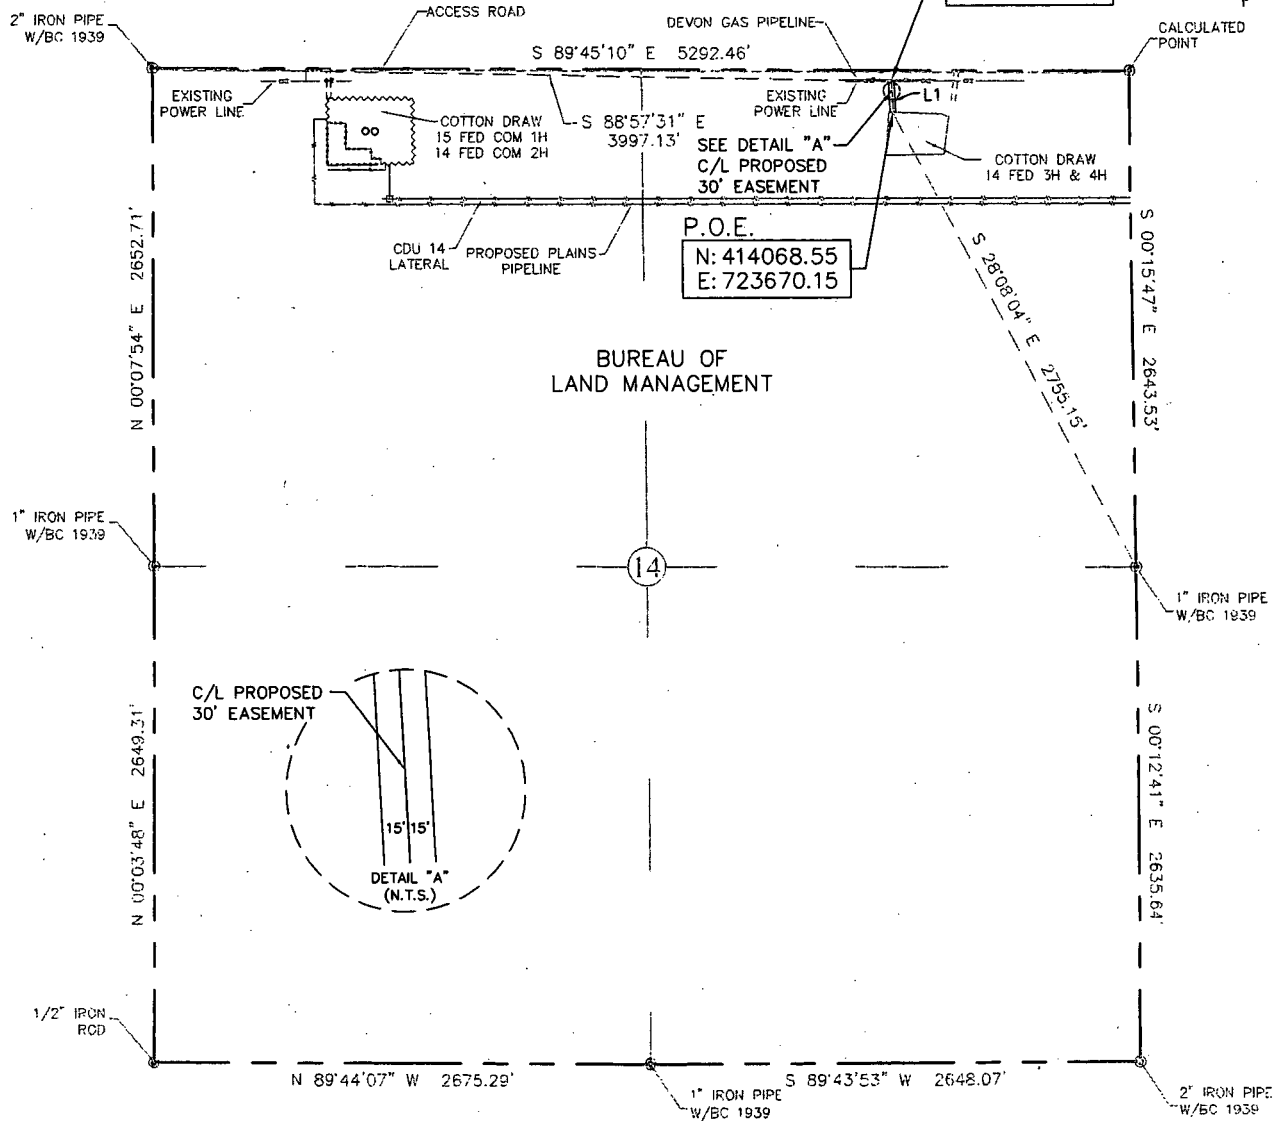 2" IRON PIPE
W/BC 1939
ACCESS ROAD
DEVON GAS PIPELINE
CALCULATED
POINT
S 89°45'10" E 5292.46'
EXISTING
POWER LINE
COTTON DRAW
15 FED COM 1H
14 FED COM 2H
S 88°57'31" E
3997.13'
EXISTING
POWER LINE
L1
SEE DETAIL "A"
C/L PROPOSED
30' EASEMENT
COTTON DRAW
14 FED 3H & 4H
CDU 14
LATERAL
PROPOSED PLAINS
PIPELINE
P.O.E.
N: 414068.55
E: 723670.15
N 00°07'54" E 2652.71'
S 28°08'04" E 2755.15'
S 00°15'47" E 2643.53'
BUREAU OF
LAND MANAGEMENT
1" IRON PIPE
W/BC 1939
14
1" IRON PIPE
W/BC 1939
C/L PROPOSED
30' EASEMENT
15' 15'
DETAIL "A"
(N.T.S.)
N 00°03'48" E 2649.31'
S 00°12'41" E 2635.64'
1/2" IRON
ROD
N 89°44'07" W 2675.29'
1" IRON PIPE
W/BC 1939
S 89°43'53" W 2648.07'
2" IRON PIPE
W/BC 1939